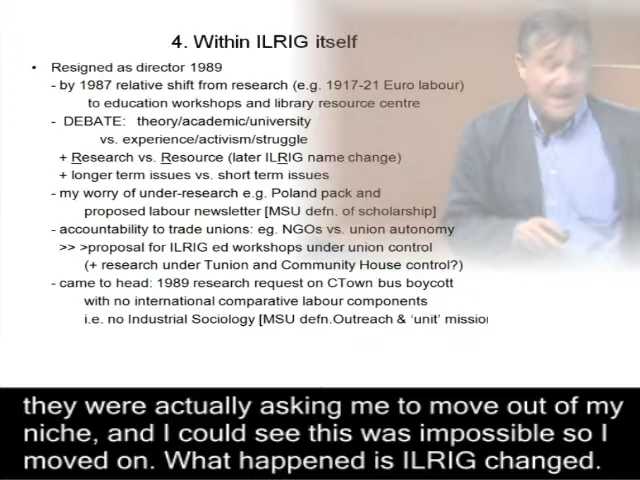 4. Within ILRIG itself
• Resigned as director 1989
- by 1987 relative shift from research (e.g. 1917-21 Euro labour)
to education workshops and library resource centre
- DEBATE: theory/academic/university
vs. experience/activism/struggle
+ Research vs. Resource (later ILRIG name change)
+ longer term issues vs. short term issues
- my worry of under-research e.g. Poland pack and
proposed labour newsletter [MSU defn. of scholarship]
- accountability to trade unions: eg. NGOs vs. union autonomy
>> >proposal for ILRIG ed workshops under union control
(+ research under Tunion and Community House control?)
- came to head: 1989 research request on CTown bus boycott
with no international comparative labour components
i.e. no Industrial Sociology [MSU defn.Outreach & 'unit' mission
they were actually asking me to move out of my
niche, and I could see this was impossible so I
moved on. What happened is ILRIG changed.